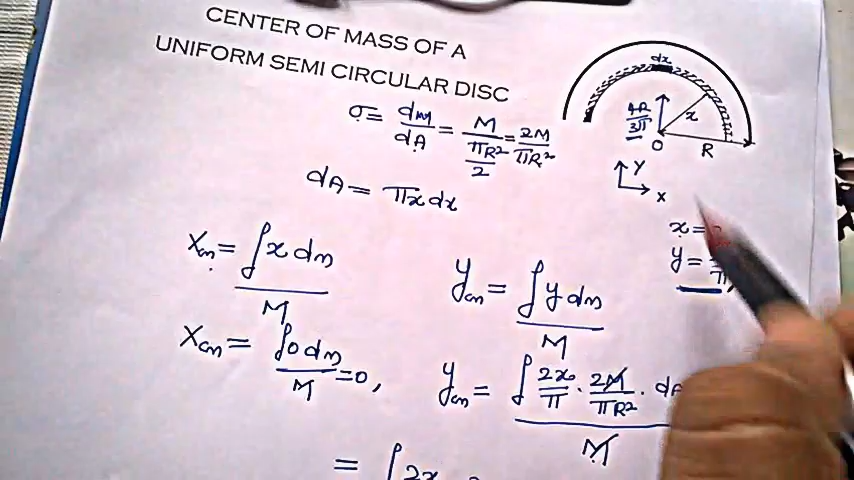 CENTER OF MASS OF A
UNIFORM SEMI CIRCULAR DISC
σ = dm/dA = M/(πR²/2) = 2M/πR²
dA = πx dx
dx
4R/3π
x
O
R
Y
X
x =
y =
Xcm = ∫x dm / M
Ycm = ∫y dm / M
Xcm = ∫0 dm / M = 0,
Ycm = ∫ 2x/π · 2M/πR² · dA / M
= ∫ 2x